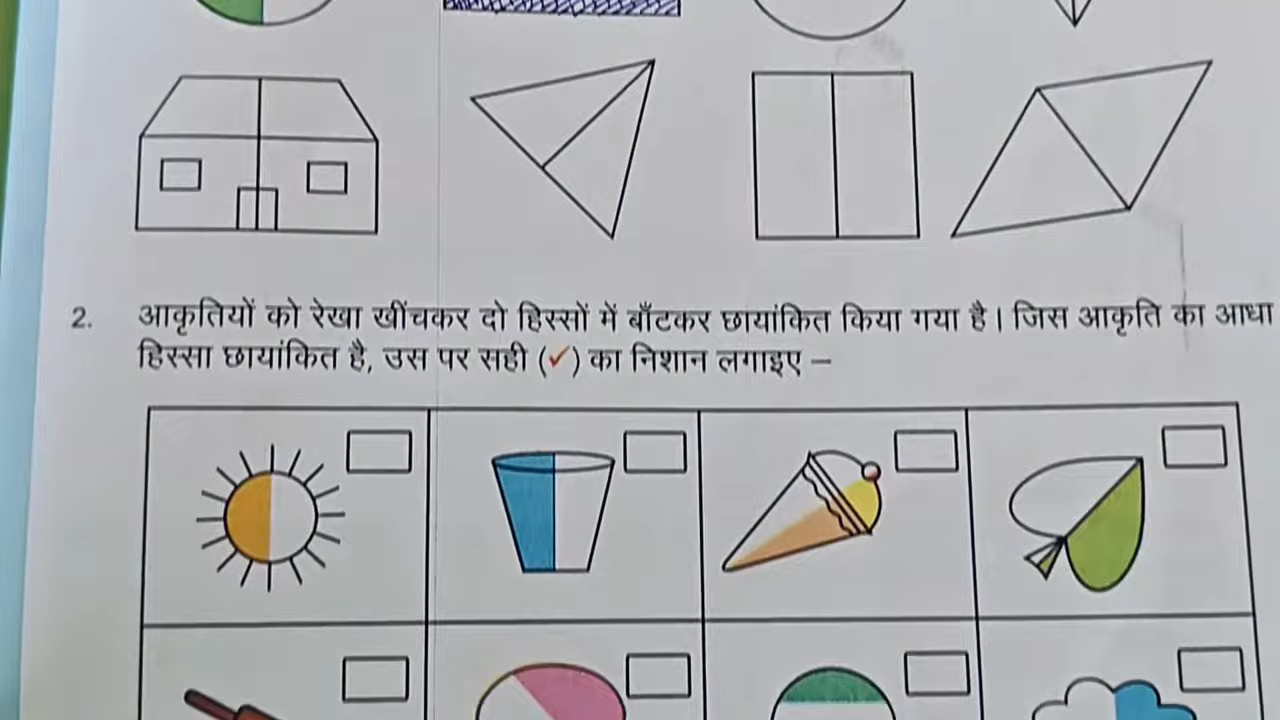 2. आकृतियों को रेखा खींचकर दो हिस्सों में बाँटकर छायांकित किया गया है। जिस आकृति का आधा
हिस्सा छायांकित है, उस पर सही (✓) का निशान लगाइए –